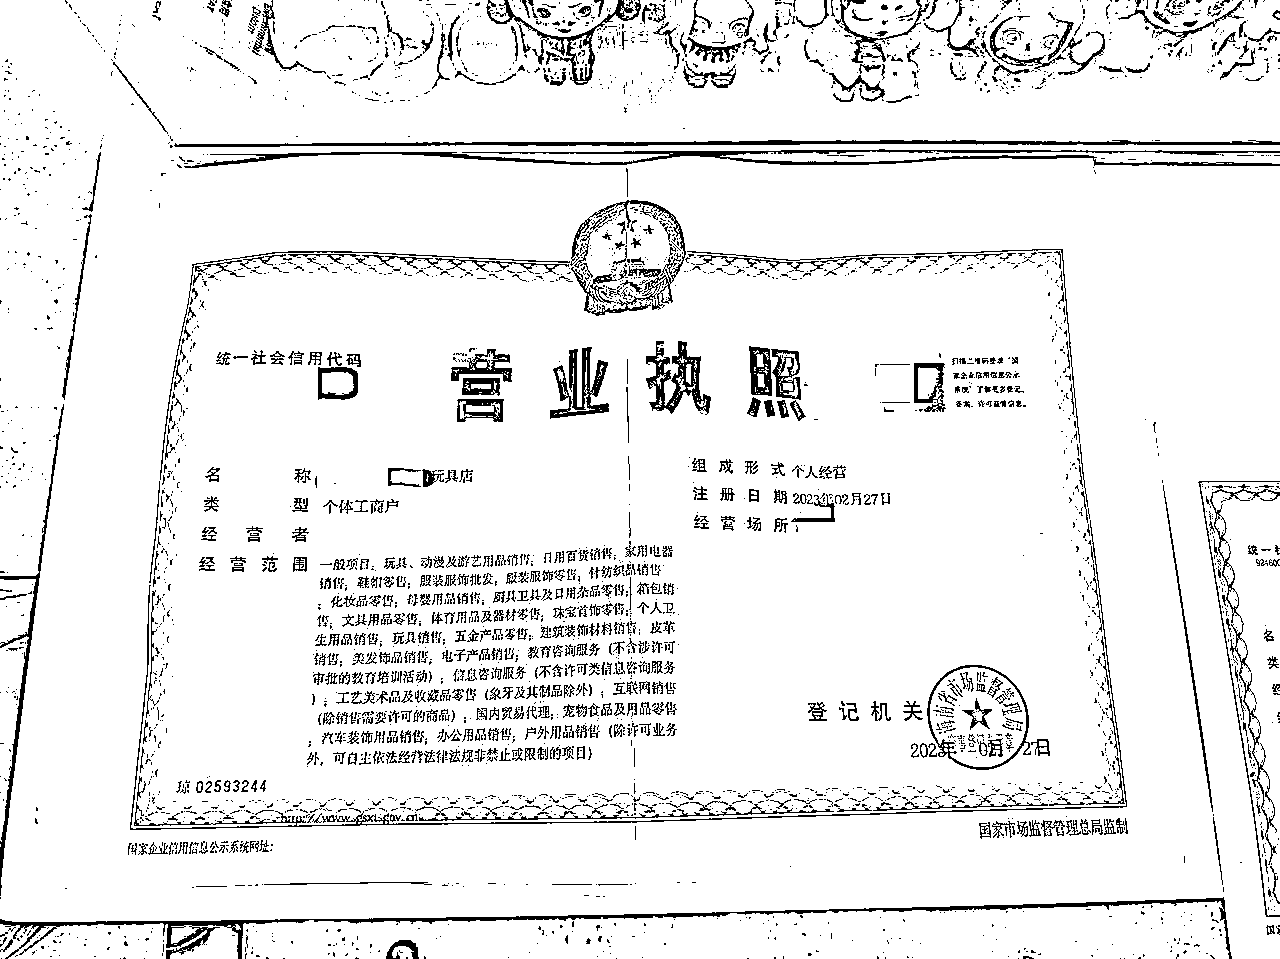 统一社会信用代码
营业执照
扫描二维码登录“国
家企业信用信息公示
系统”了解更多登记、
备案、许可监管信息。
名称 玩具店
类型 个体工商户
经营者
经营范围 一般项目：玩具、动漫及游艺用品销售；日用百货销售；家用电器
销售；鞋帽零售；服装服饰批发；服装服饰零售；针纺织品销售
；化妆品零售；母婴用品销售；厨具卫具及日用杂品零售；箱包销
售；文具用品零售；体育用品及器材零售；珠宝首饰零售；个人卫
生用品销售；玩具销售；五金产品零售；建筑装饰材料销售；皮革
销售；美发饰品销售；电子产品销售；教育咨询服务（不含涉许可
审批的教育培训活动）；信息咨询服务（不含许可类信息咨询服务
）；工艺美术品及收藏品零售（象牙及其制品除外）；互联网销售
（除销售需要许可的商品）；国内贸易代理；宠物食品及用品零售
；汽车装饰用品销售；办公用品销售；户外用品销售（除许可业务
外，可自主依法经营法律法规非禁止或限制的项目）
组成形式 个人经营
注册日期 2023年02月27日
经营场所
登记机关
海南省市场监督管理局
2023年 02月 27日
琼 02593244
http://www.gsxt.gov.cn
国家企业信用信息公示系统网址：
国家市场监督管理总局监制
统一社
92460
名
类
经
经
国家